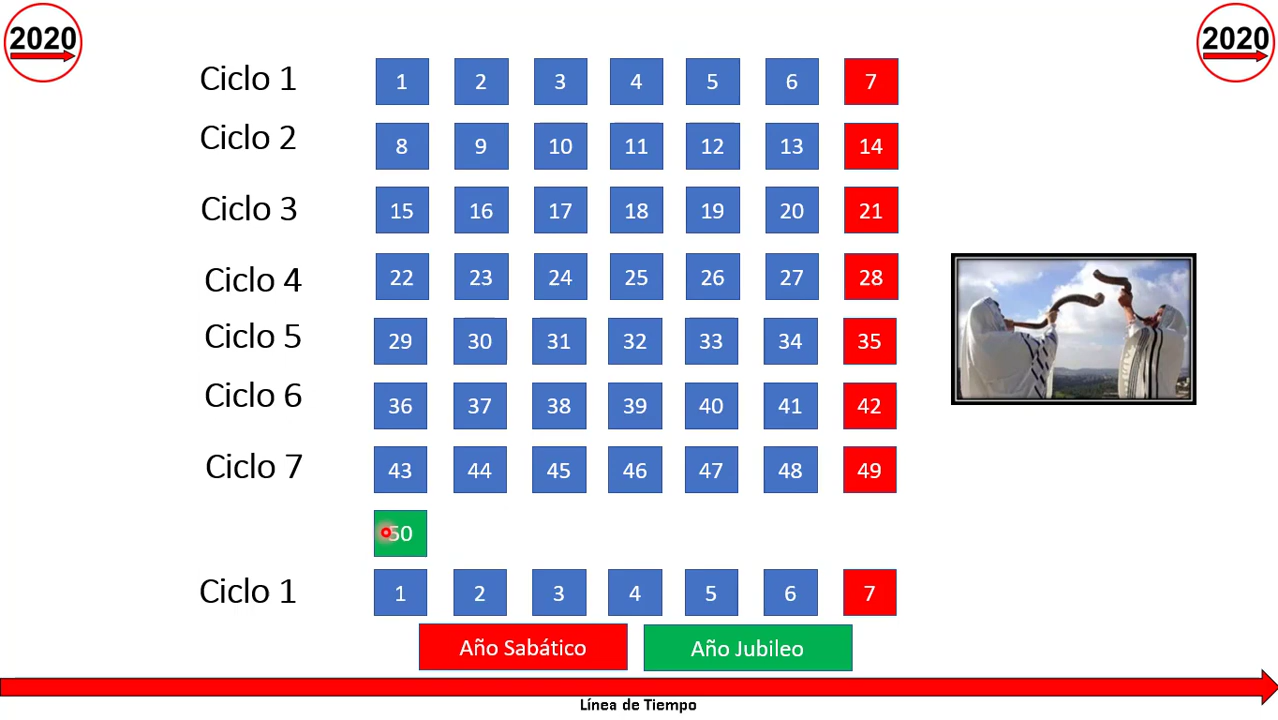 2020 2020
Ciclo 1 1 2 3 4 5 6 7
Ciclo 2 8 9 10 11 12 13 14
Ciclo 3 15 16 17 18 19 20 21
Ciclo 4 22 23 24 25 26 27 28
Ciclo 5 29 30 31 32 33 34 35
Ciclo 6 36 37 38 39 40 41 42
Ciclo 7 43 44 45 46 47 48 49
50
Ciclo 1 1 2 3 4 5 6 7
Año Sabático Año Jubileo
Línea de Tiempo